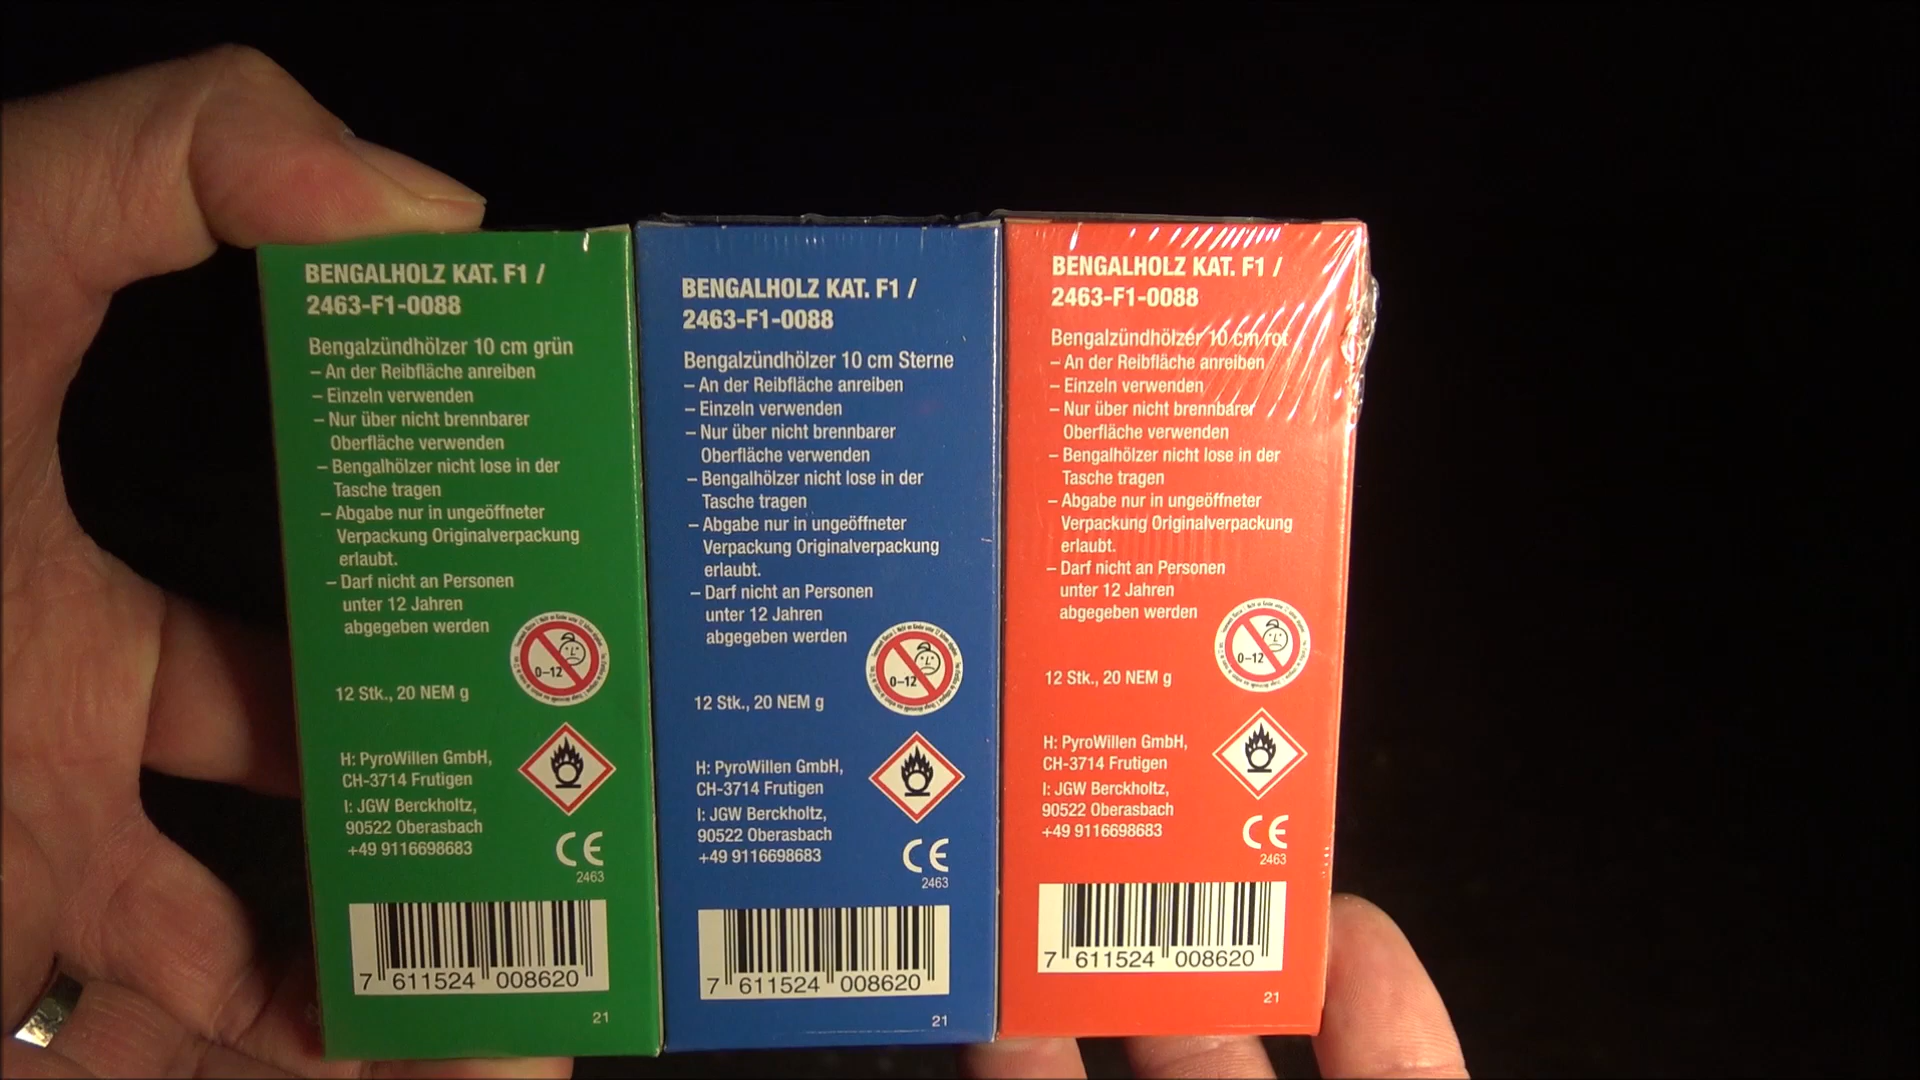 BENGALHOLZ KAT. F1 /
2463-F1-0088
Bengalzündhölzer 10 cm grün
– An der Reibfläche anreiben
– Einzeln verwenden
– Nur über nicht brennbarer
Oberfläche verwenden
– Bengalhölzer nicht lose in der
Tasche tragen
– Abgabe nur in ungeöffneter
Verpackung Originalverpackung
erlaubt.
– Darf nicht an Personen
unter 12 Jahren
abgegeben werden
0–12
12 Stk., 20 NEM g
H: PyroWillen GmbH,
CH-3714 Frutigen
I: JGW Berckholtz,
90522 Oberasbach
+49 9116698683
CE
2463
7 611524 008620
21
BENGALHOLZ KAT. F1 /
2463-F1-0088
Bengalzündhölzer 10 cm Sterne
– An der Reibfläche anreiben
– Einzeln verwenden
– Nur über nicht brennbarer
Oberfläche verwenden
– Bengalhölzer nicht lose in der
Tasche tragen
– Abgabe nur in ungeöffneter
Verpackung Originalverpackung
erlaubt.
– Darf nicht an Personen
unter 12 Jahren
abgegeben werden
0–12
12 Stk., 20 NEM g
H: PyroWillen GmbH,
CH-3714 Frutigen
I: JGW Berckholtz,
90522 Oberasbach
+49 9116698683
CE
2463
7 611524 008620
21
BENGALHOLZ KAT. F1 /
2463-F1-0088
Bengalzündhölzer 10 cm rot
– An der Reibfläche anreiben
– Einzeln verwenden
– Nur über nicht brennbarer
Oberfläche verwenden
– Bengalhölzer nicht lose in der
Tasche tragen
– Abgabe nur in ungeöffneter
Verpackung Originalverpackung
erlaubt.
– Darf nicht an Personen
unter 12 Jahren
abgegeben werden
0–12
12 Stk., 20 NEM g
H: PyroWillen GmbH,
CH-3714 Frutigen
I: JGW Berckholtz,
90522 Oberasbach
+49 9116698683
CE
2463
7 611524 008620
21